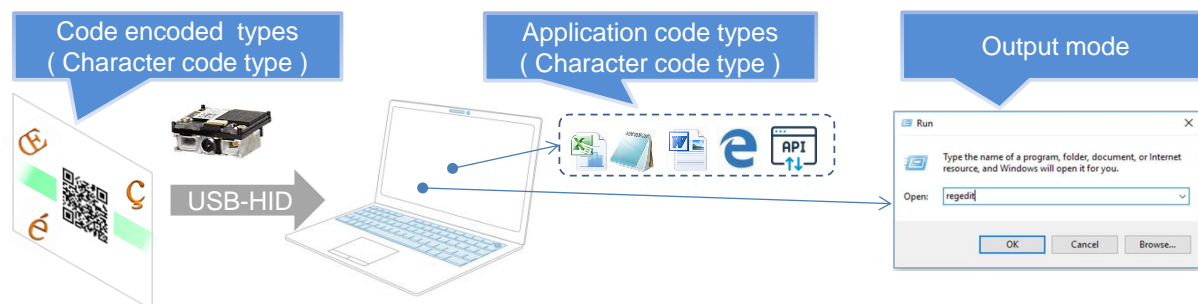 Code encoded types
( Character code type )
Application code types
( Character code type )
Output mode
Œ
Ç
é
USB-HID
API
Run
Type the name of a program, folder, document, or Internet
resource, and Windows will open it for you.
Open:
regedit
OK
Cancel
Browse...